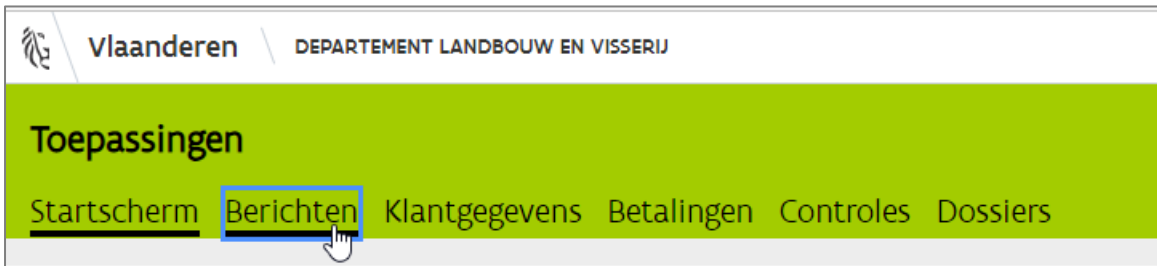 Vlaanderen DEPARTEMENT LANDBOUW EN VISSERIJ
Toepassingen
Startscherm Berichten Klantgegevens Betalingen Controles Dossiers